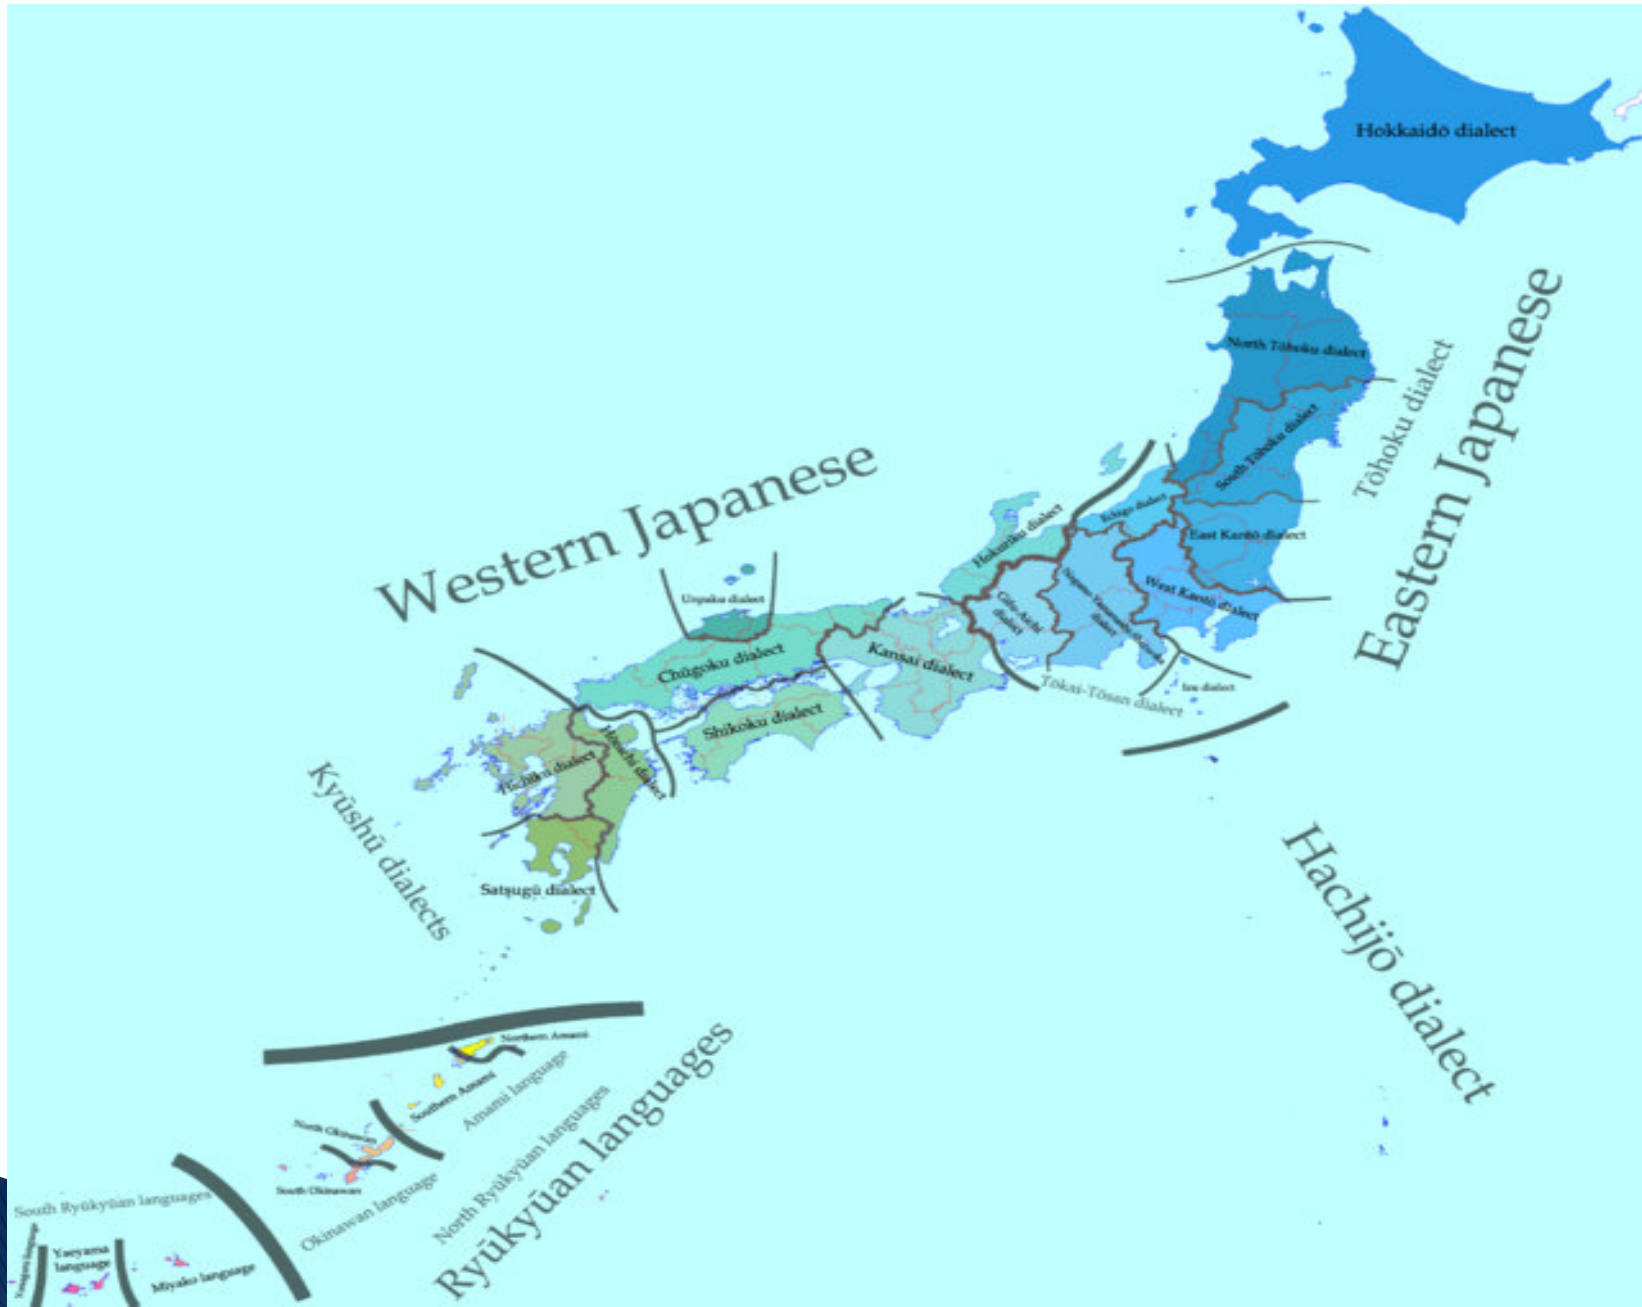 Hokkaidō dialect
North Tōhoku dialect
Tōhoku dialect
Eastern Japanese
South Tōhoku dialect
Western Japanese
Echigo dialect
Hokuriku dialect
East Kantō dialect
West Kantō dialect
Unpaku dialect
Gifu-Aichi
dialect
dialect
Chūgoku dialect
Kansai dialect
Tōkai-Tōsan dialect
Izu dialect
Shikoku dialect
Hōnichi dialect
Hichiku dialect
Kyūshū dialects
Satsugū dialect
Hachijō dialect
Northern Amami
Southern Amami
Amami language
North Okinawan
South Okinawan
Okinawan language
North Ryūkyūan languages
Ryūkyūan languages
South Ryūkyūan languages
language
Yaeyama
language
Miyako language